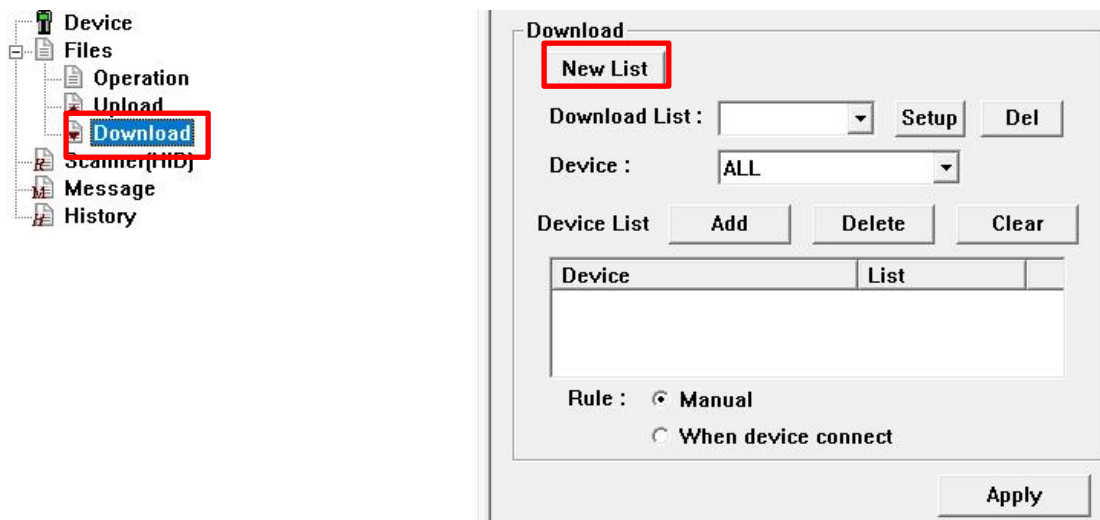 Device
Files
Operation
Upload
Download
Scanner(HID)
Message
History
Download
New List
Download List :
Setup
Del
Device :
ALL
Device List
Add
Delete
Clear
Device
List
Rule :
Manual
When device connect
Apply